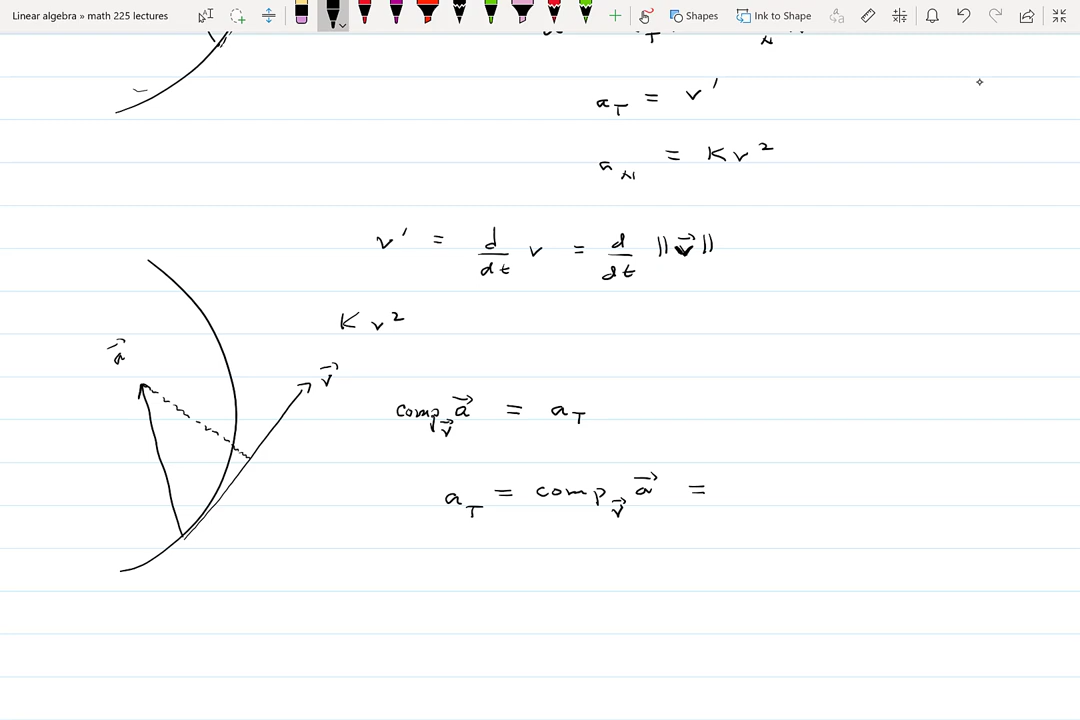 Linear algebra » math 225 lectures
Shapes
Ink to Shape
a_T = v'
a_N = K v²
v' = d/dt v = d/dt ||v⃗||
K v²
a⃗
v⃗
comp_v⃗ a⃗ = a_T
a_T = comp_v⃗ a⃗ =